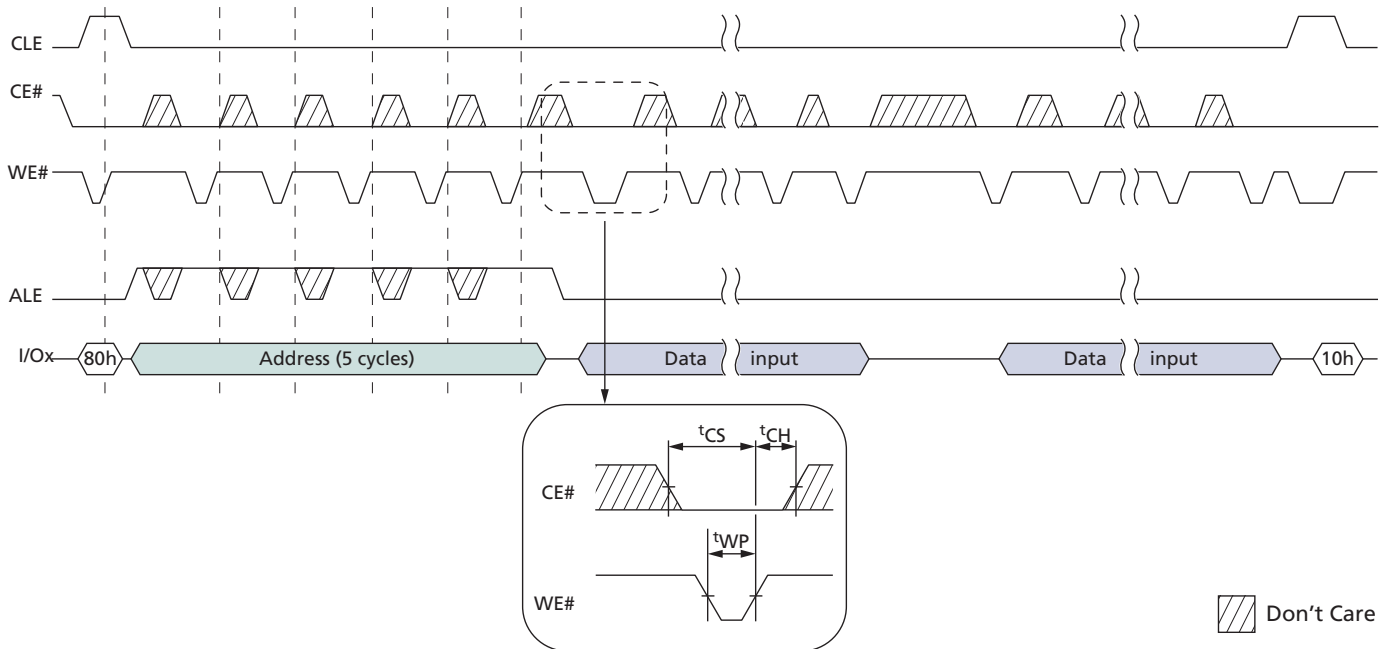 CLE
CE#
WE#
ALE
I/Ox 80h Address (5 cycles) Data input Data input 10h
tCS tCH
CE#
tWP
WE#
Don't Care